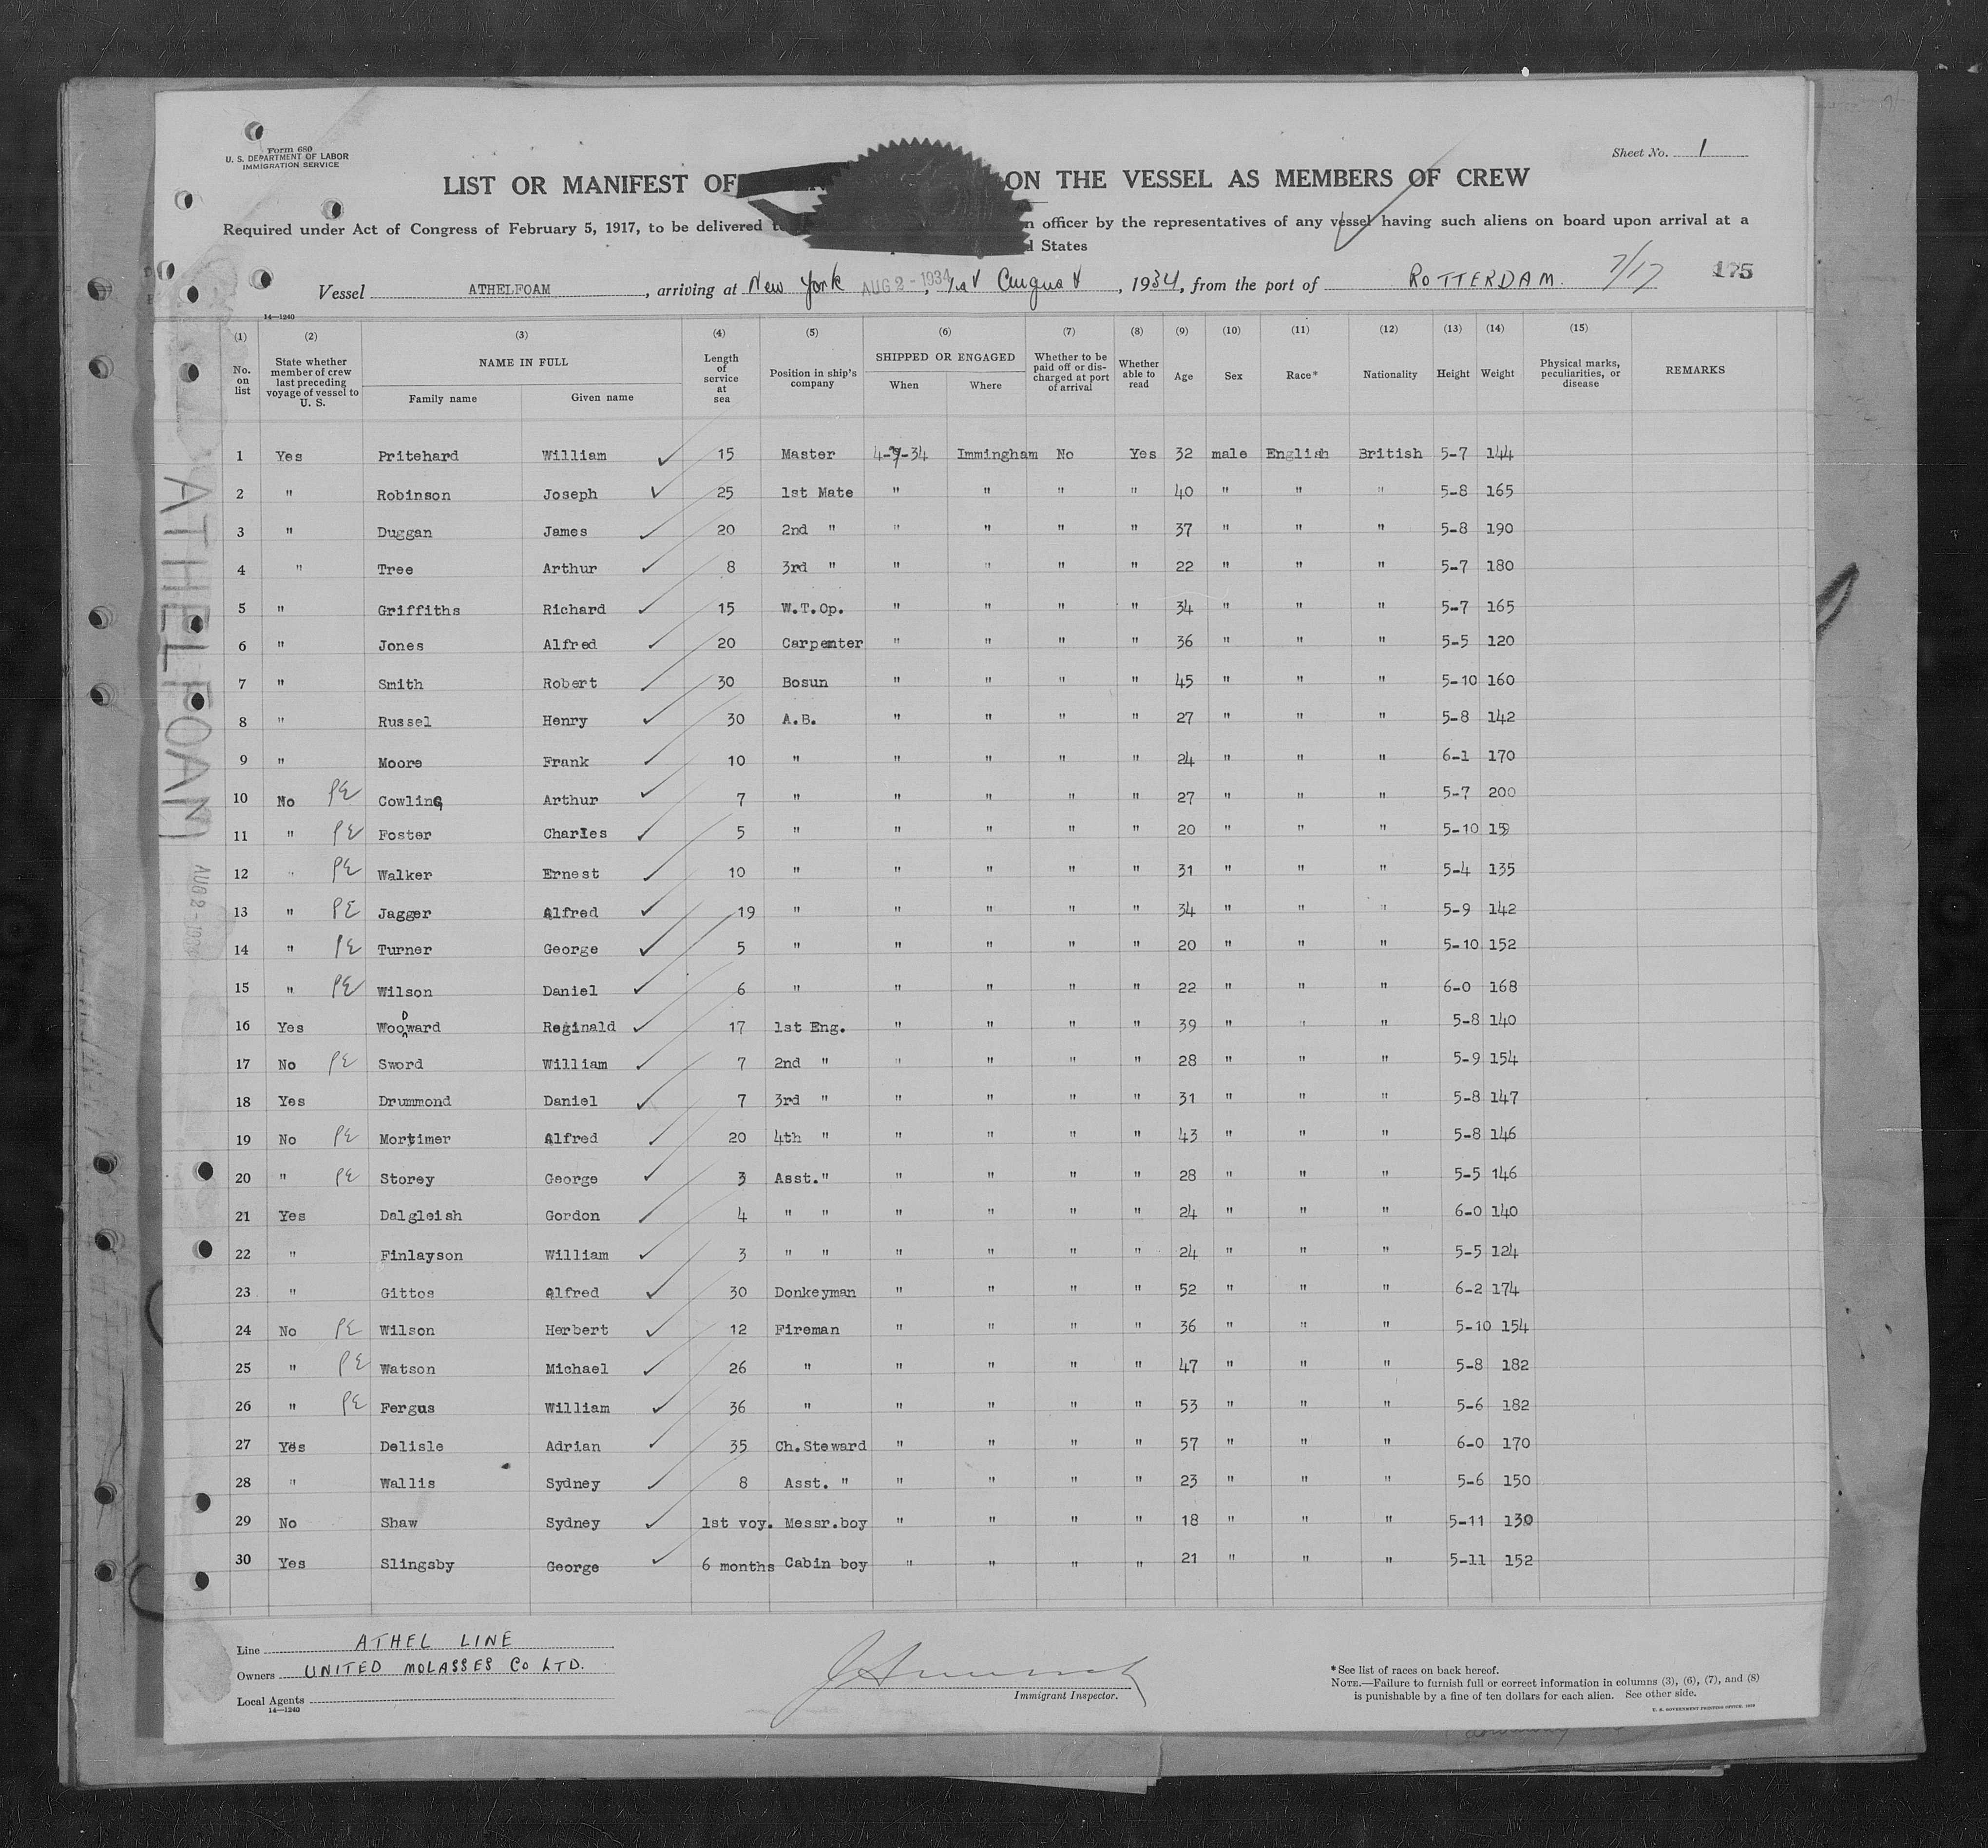 Form 680
U. S. DEPARTMENT OF LABOR
IMMIGRATION SERVICE
Sheet No. 1
LIST OR MANIFEST OF ON THE VESSEL AS MEMBERS OF CREW
Required under Act of Congress of February 5, 1917, to be delivered officer by the representatives of any vessel having such aliens on board upon arrival at a
States
Vessel ATHELFOAM, arriving at New York AUG 2 - 1934, 1st August, 1934, from the port of ROTTERDAM. 7/17 175
14—1240
(1) (2) (3) (4) (5) (6) (7) (8) (9) (10) (11) (12) (13) (14) (15)
No. on list State whether member of crew last preceding voyage of vessel to U. S. NAME IN FULL Family name Given name Length of service at sea Position in ship's company SHIPPED OR ENGAGED When Where Whether to be paid off or discharged at port of arrival Whether able to read Age Sex Race* Nationality Height Weight Physical marks, peculiarities, or disease REMARKS
1 Yes Pritehard William ✓ 15 Master 4-7-34 Immingham No Yes 32 male English British 5-7 144
2 " Robinson Joseph ✓ 25 1st Mate " " " " 40 " " " 5-8 165
3 " Duggan James ✓ 20 2nd " " " " " 37 " " " 5-8 190
4 " Tree Arthur ✓ 8 3rd " " " " " 22 " " " 5-7 180
5 " Griffiths Richard ✓ 15 W.T.Op. " " " " 34 " " " 5-7 165
6 " Jones Alfred ✓ 20 Carpenter " " " " 36 " " " 5-5 120
7 " Smith Robert ✓ 30 Bosun " " " " 45 " " " 5-10 160
8 " Russel Henry ✓ 30 A.B. " " " " 27 " " " 5-8 142
9 " Moore Frank ✓ 10 " " " " " 24 " " " 6-1 170
10 No PE Cowling Arthur ✓ 7 " " " " " 27 " " " 5-7 200
11 " PE Foster Charles ✓ 5 " " " " " 20 " " " 5-10 159
12 " PE Walker Ernest ✓ 10 " " " " " 31 " " " 5-4 135
13 " PE Jagger Alfred ✓ 19 " " " " " 34 " " " 5-9 142
14 " PE Turner George ✓ 5 " " " " " 20 " " " 5-10 152
15 " PE Wilson Daniel ✓ 6 " " " " " 22 " " " 6-0 168
16 Yes Woodward Reginald ✓ 17 1st Eng. " " " " 39 " " " 5-8 140
17 No PE Sword William ✓ 7 2nd " " " " " 28 " " " 5-9 154
18 Yes Drummond Daniel ✓ 7 3rd " " " " " 31 " " " 5-8 147
19 No PE Mortimer Alfred ✓ 20 4th " " " " " 43 " " " 5-8 146
20 " PE Storey George ✓ 3 Asst." " " " " 28 " " " 5-5 146
21 Yes Dalgleish Gordon ✓ 4 " " " " " " 24 " " " 6-0 140
22 " Finlayson William ✓ 3 " " " " " " 24 " " " 5-5 124
23 " Gittos Alfred ✓ 30 Donkeyman " " " " 52 " " " 6-2 174
24 No PE Wilson Herbert ✓ 12 Fireman " " " " 36 " " " 5-10 154
25 " PE Watson Michael ✓ 26 " " " " " 47 " " " 5-8 182
26 " PE Fergus William ✓ 36 " " " " " 53 " " " 5-6 182
27 Yes Delisle Adrian ✓ 35 Ch.Steward " " " " 57 " " " 6-0 170
28 " Wallis Sydney ✓ 8 Asst. " " " " " 23 " " " 5-6 150
29 No Shaw Sydney ✓ 1st voy. Messr.boy " " " " 18 " " " 5-11 130
30 Yes Slingsby George ✓ 6 months Cabin boy " " " " 21 " " " 5-11 152
ATHELFOAM
AUG 2 - 1934
Line ATHEL LINE
Owners UNITED MOLASSES CO LTD.
Local Agents
14—1240
Immigrant Inspector.
*See list of races on back hereof.
NOTE.—Failure to furnish full or correct information in columns (3), (6), (7), and (8)
is punishable by a fine of ten dollars for each alien. See other side.
U. S. GOVERNMENT PRINTING OFFICE